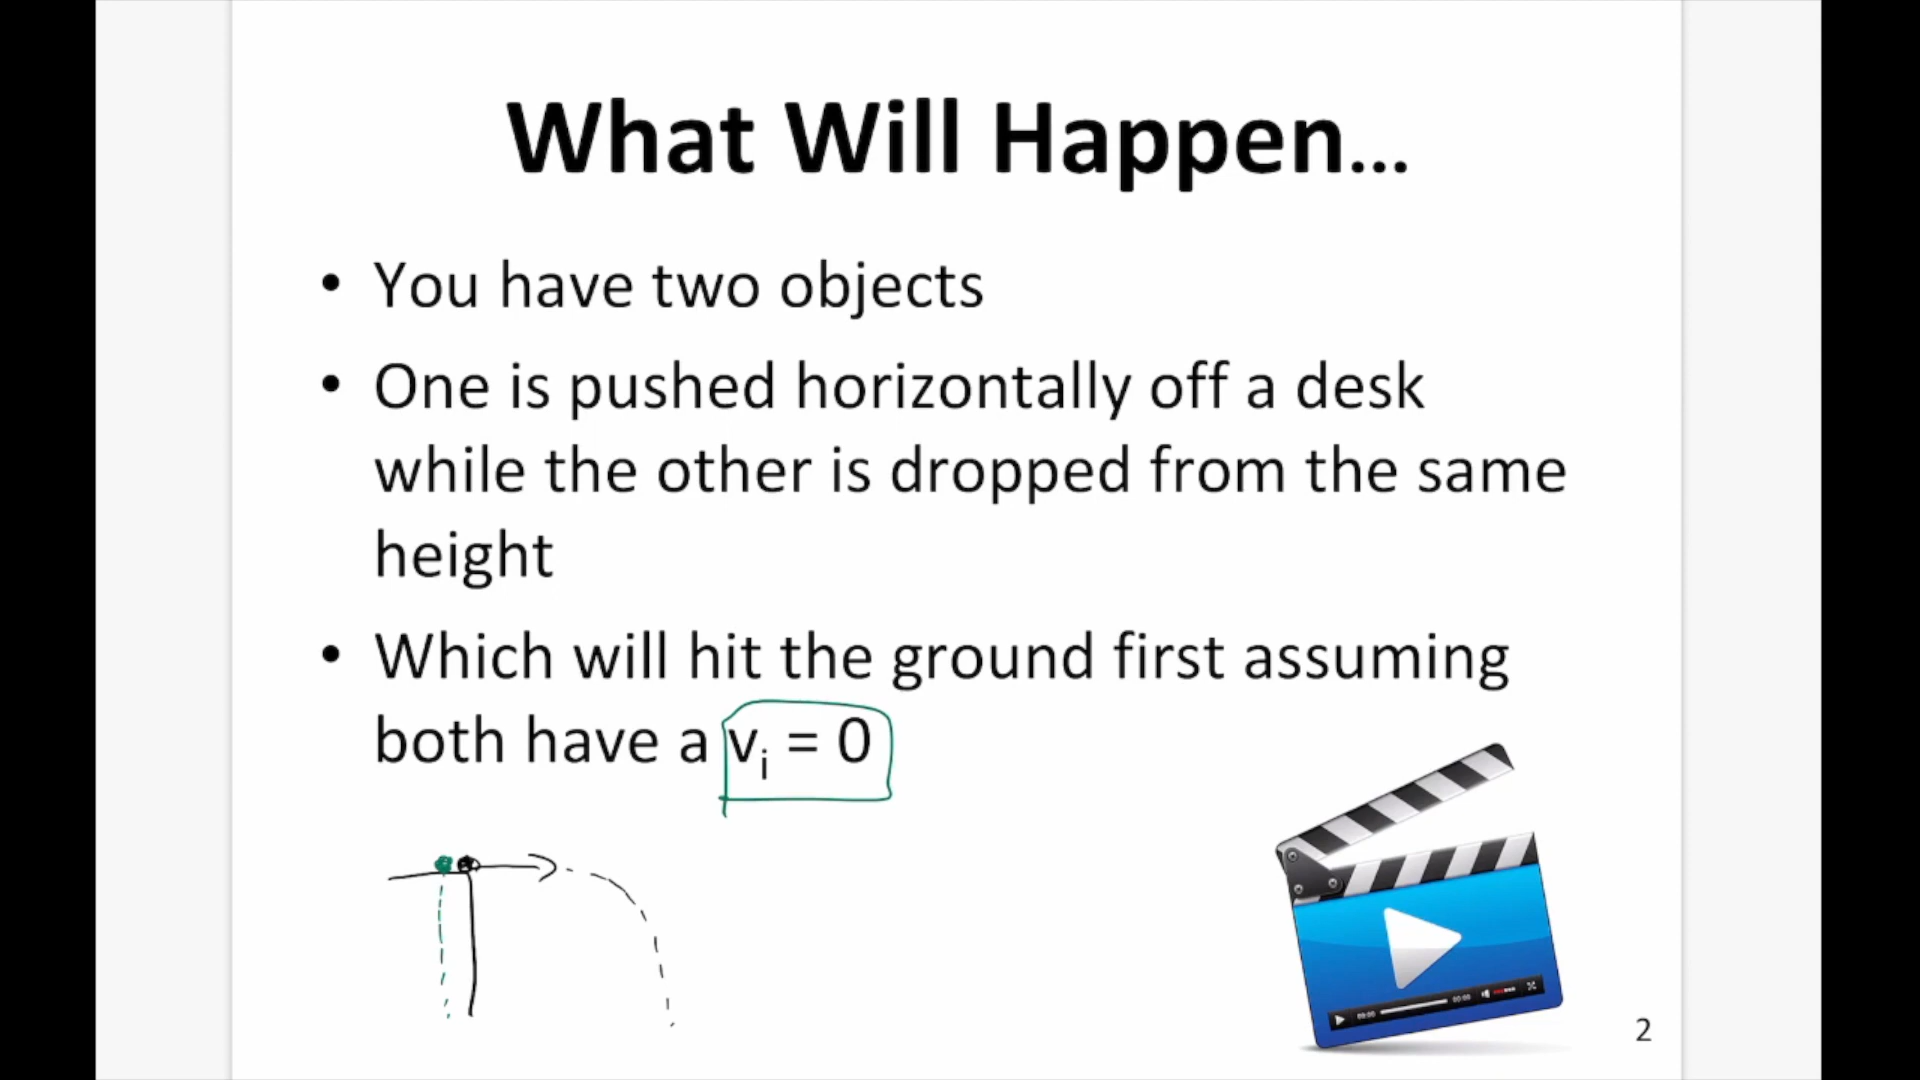 What Will Happen...
• You have two objects
• One is pushed horizontally off a desk
while the other is dropped from the same
height
• Which will hit the ground first assuming
both have a vᵢ = 0
2